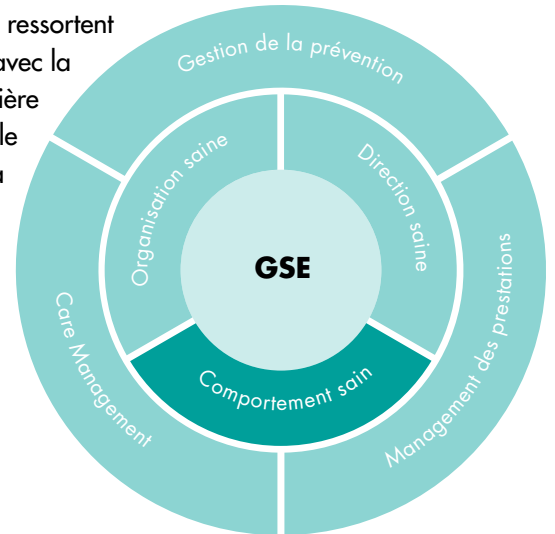 ressortent
avec la
ière
le
a
Gestion de la prévention
Organisation saine
Direction saine
GSE
Comportement sain
Care Management
Management des prestations